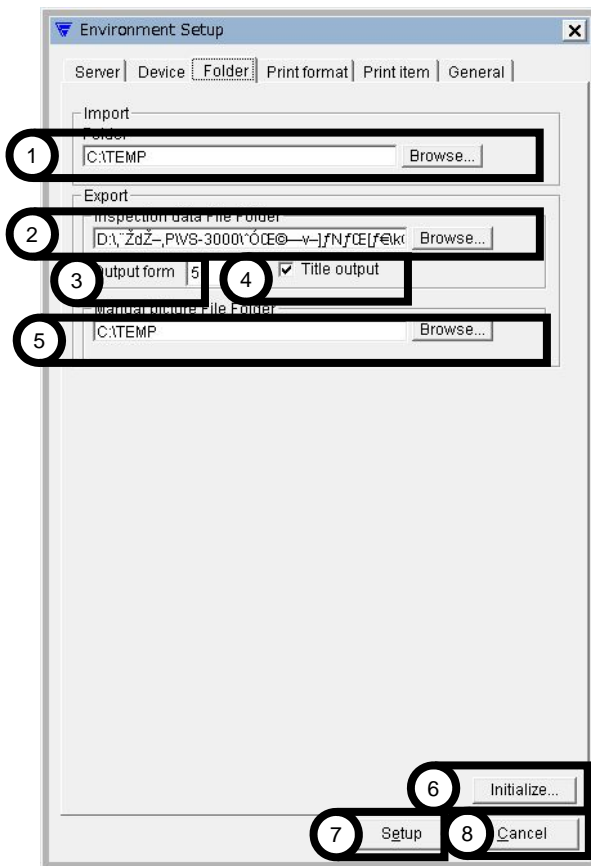 Environment Setup
Server Device Folder Print format Print item General
Import
Folder
1
C:\TEMP Browse...
Export
Inspection data File Folder
2
Browse...
3 Output form 5 4 Title output
Manual picture File Folder
5
C:\TEMP Browse...
6 Initialize...
7 Setup 8 Cancel